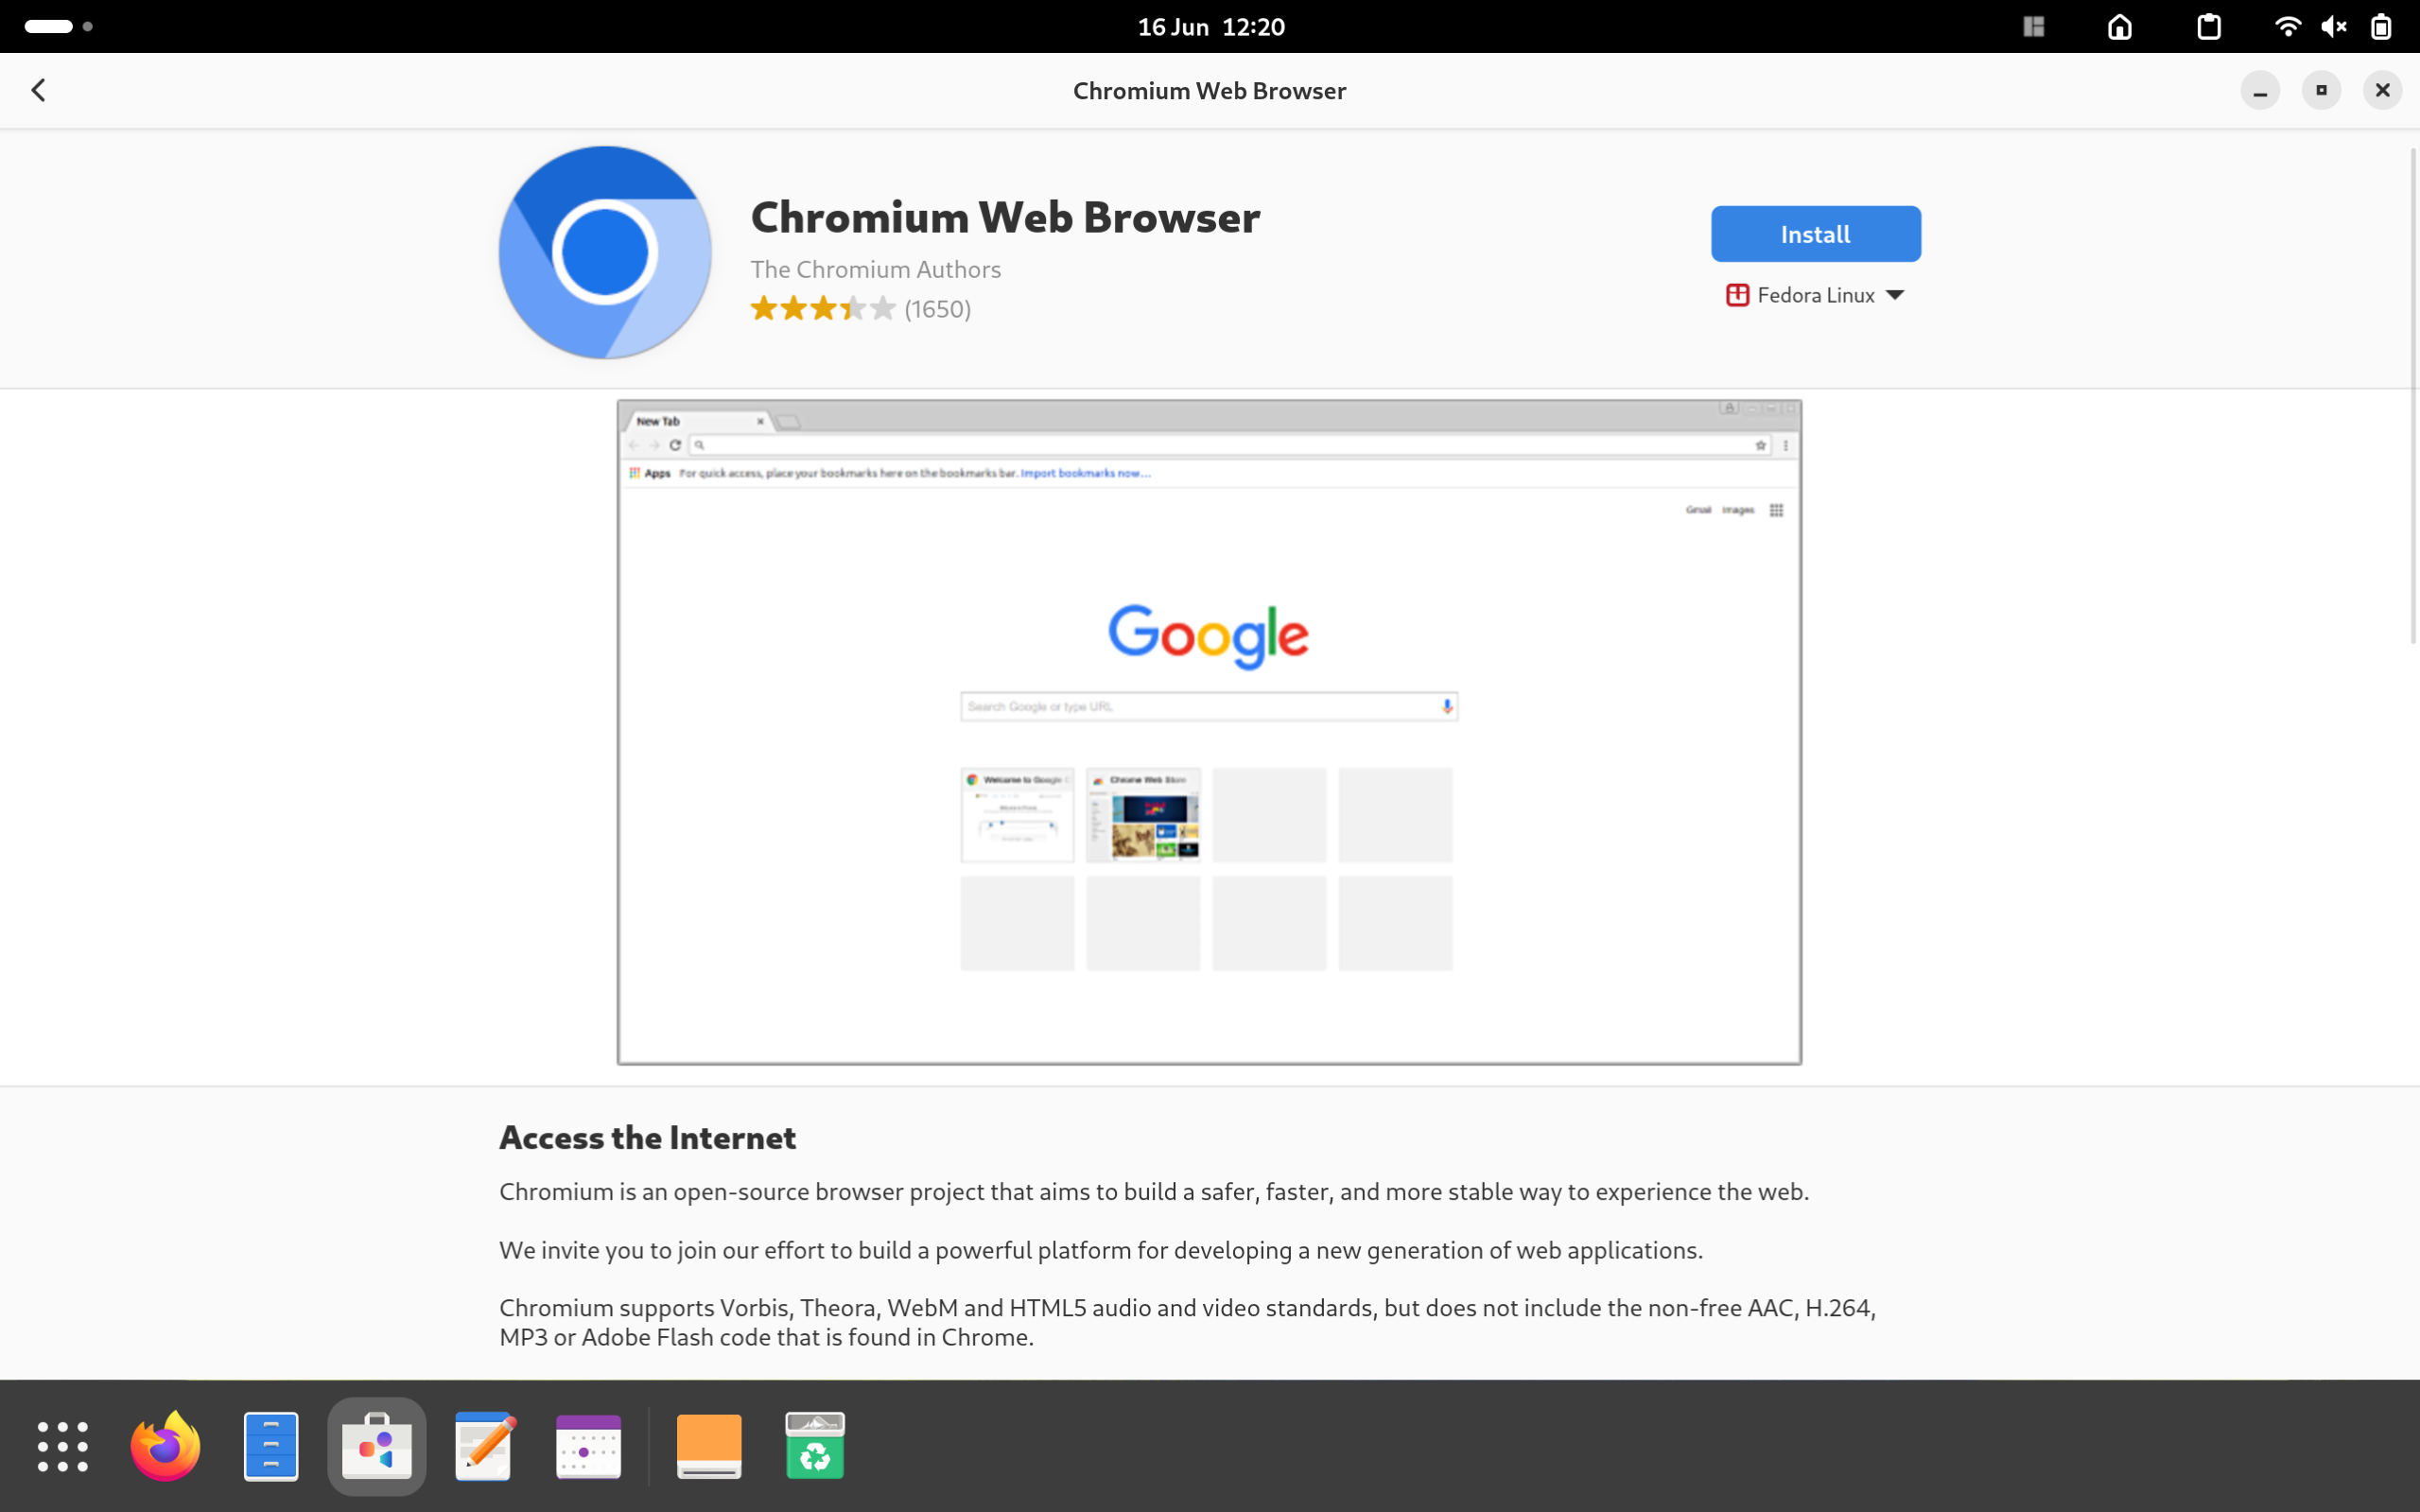 16 Jun 12:20
Chromium Web Browser
Chromium Web Browser
The Chromium Authors
(1650)
Install
Fedora Linux
New Tab
Apps For quick access, place your bookmarks here on the bookmarks bar. Import bookmarks now...
Gmail Images
Google
Search Google or type URL
Welcome to Google
Chrome Web Store
Access the Internet
Chromium is an open-source browser project that aims to build a safer, faster, and more stable way to experience the web.
We invite you to join our effort to build a powerful platform for developing a new generation of web applications.
Chromium supports Vorbis, Theora, WebM and HTML5 audio and video standards, but does not include the non-free AAC, H.264,
MP3 or Adobe Flash code that is found in Chrome.